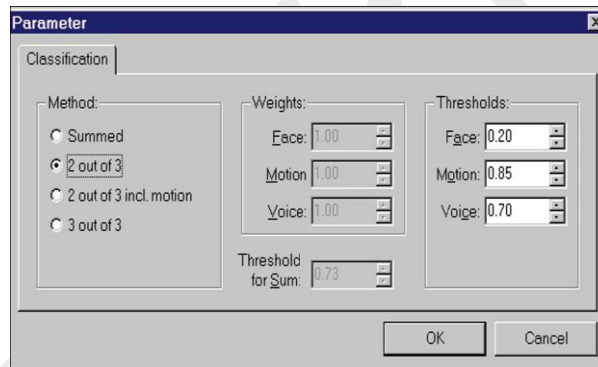 Parameter
Classification
Method:
Summed
2 out of 3
2 out of 3 incl. motion
3 out of 3
Weights:
Face: 1.00
Motion 1.00
Voice: 1.00
Threshold
for Sum: 0.73
Thresholds:
Face: 0.20
Motion: 0.85
Voice: 0.70
OK Cancel